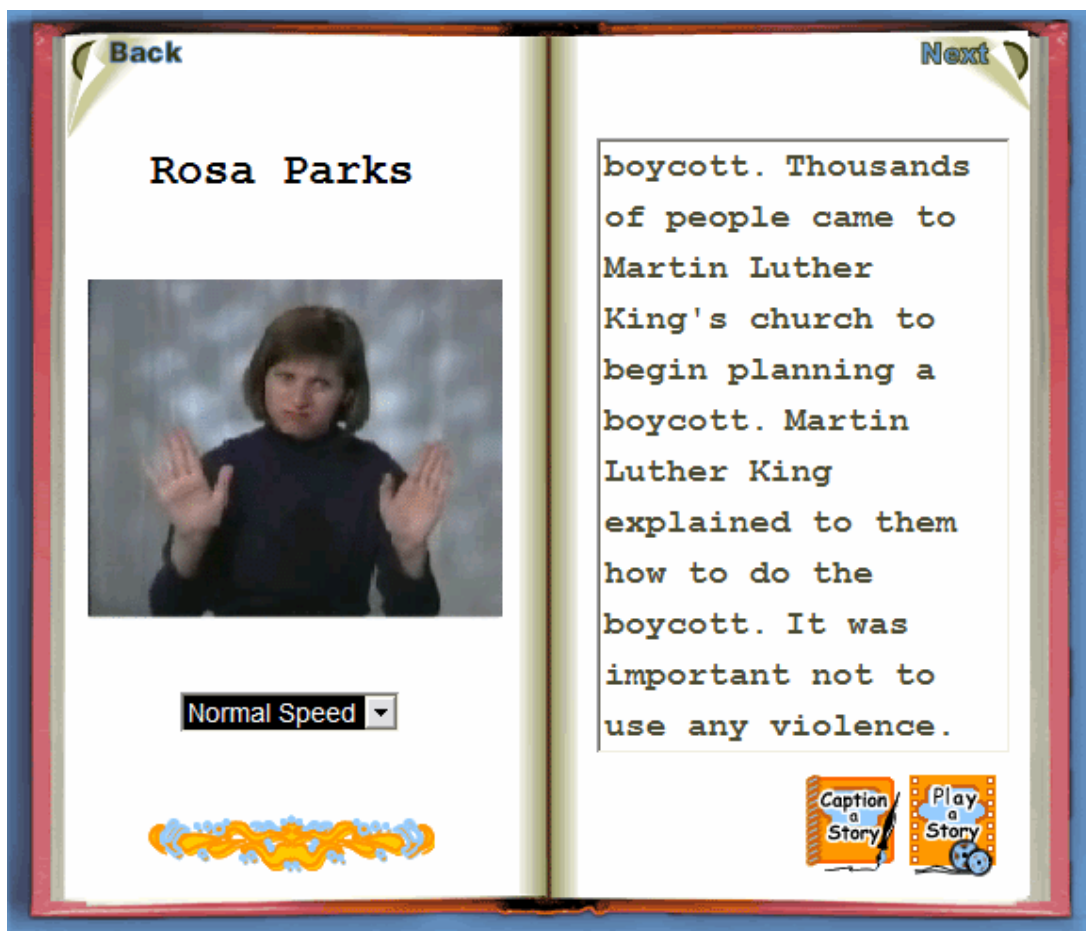 Back
Next
Rosa Parks
boycott. Thousands
of people came to
Martin Luther
King's church to
begin planning a
boycott. Martin
Luther King
explained to them
how to do the
boycott. It was
important not to
use any violence.
Normal Speed
Caption
a
Story
Play
a
Story